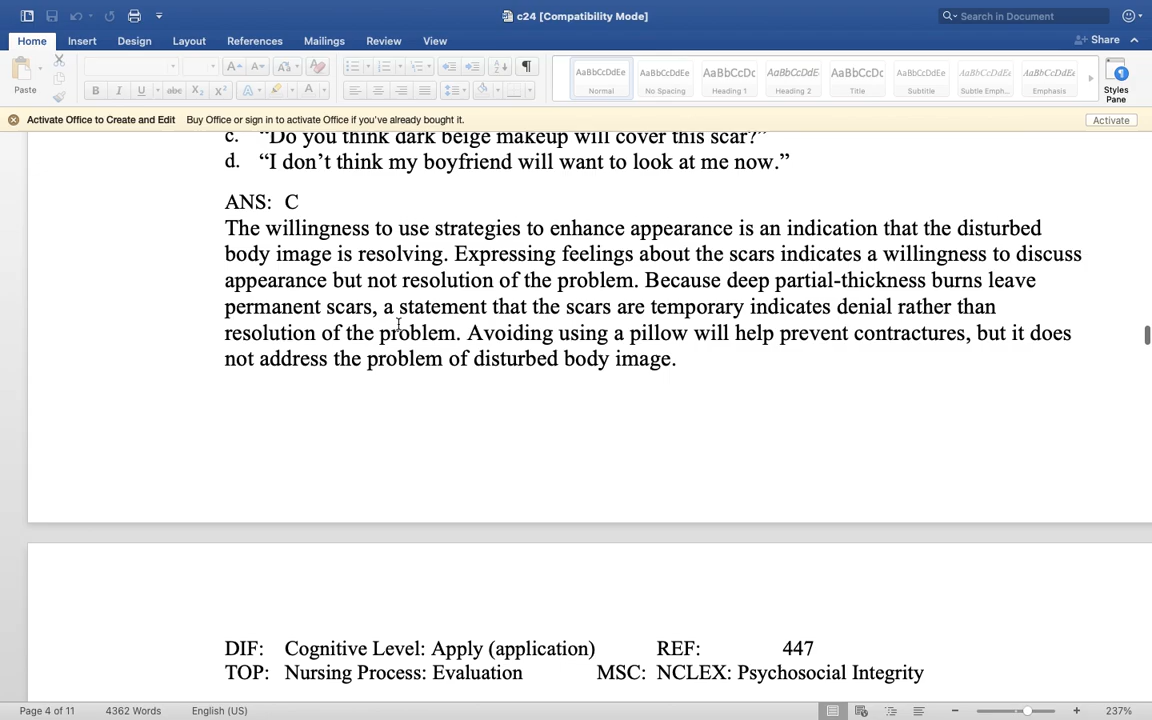 c24 [Compatibility Mode]
Search in Document
Home Insert Design Layout References Mailings Review View
Share
Paste
B I U abc X2 X2 A A
AaBbCcDdEe AaBbCcDdEe AaBbCcDc AaBbCcDdE AaBbCcDc AaBbCcDdEe AaBbCcDdEe AaBbCcDdEe
Normal No Spacing Heading 1 Heading 2 Title Subtitle Subtle Emph... Emphasis
Styles
Pane
Activate Office to Create and Edit Buy Office or sign in to activate Office if you've already bought it. Activate
c. “Do you think dark beige makeup will cover this scar?”
d. “I don’t think my boyfriend will want to look at me now.”
ANS: C
The willingness to use strategies to enhance appearance is an indication that the disturbed
body image is resolving. Expressing feelings about the scars indicates a willingness to discuss
appearance but not resolution of the problem. Because deep partial-thickness burns leave
permanent scars, a statement that the scars are temporary indicates denial rather than
resolution of the problem. Avoiding using a pillow will help prevent contractures, but it does
not address the problem of disturbed body image.
DIF: Cognitive Level: Apply (application) REF: 447
TOP: Nursing Process: Evaluation MSC: NCLEX: Psychosocial Integrity
Page 4 of 11 4362 Words English (US) 237%